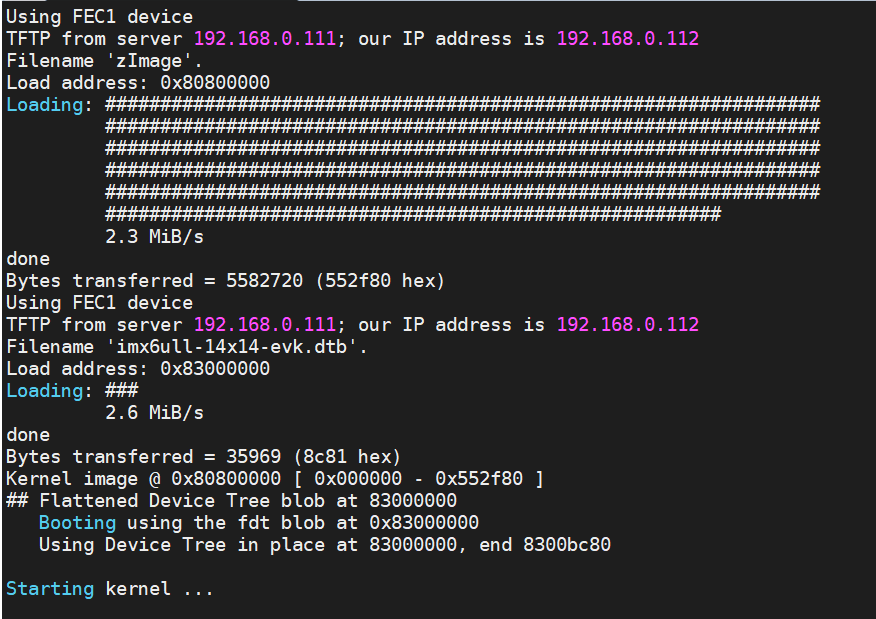 Using FEC1 device
TFTP from server 192.168.0.111; our IP address is 192.168.0.112
Filename 'zImage'.
Load address: 0x80800000
Loading: #################################################################
         #################################################################
         #################################################################
         #################################################################
         #################################################################
         ########################################################
         2.3 MiB/s
done
Bytes transferred = 5582720 (552f80 hex)
Using FEC1 device
TFTP from server 192.168.0.111; our IP address is 192.168.0.112
Filename 'imx6ull-14x14-evk.dtb'.
Load address: 0x83000000
Loading: ###
         2.6 MiB/s
done
Bytes transferred = 35969 (8c81 hex)
Kernel image @ 0x80800000 [ 0x000000 - 0x552f80 ]
## Flattened Device Tree blob at 83000000
   Booting using the fdt blob at 0x83000000
   Using Device Tree in place at 83000000, end 8300bc80
Starting kernel ...